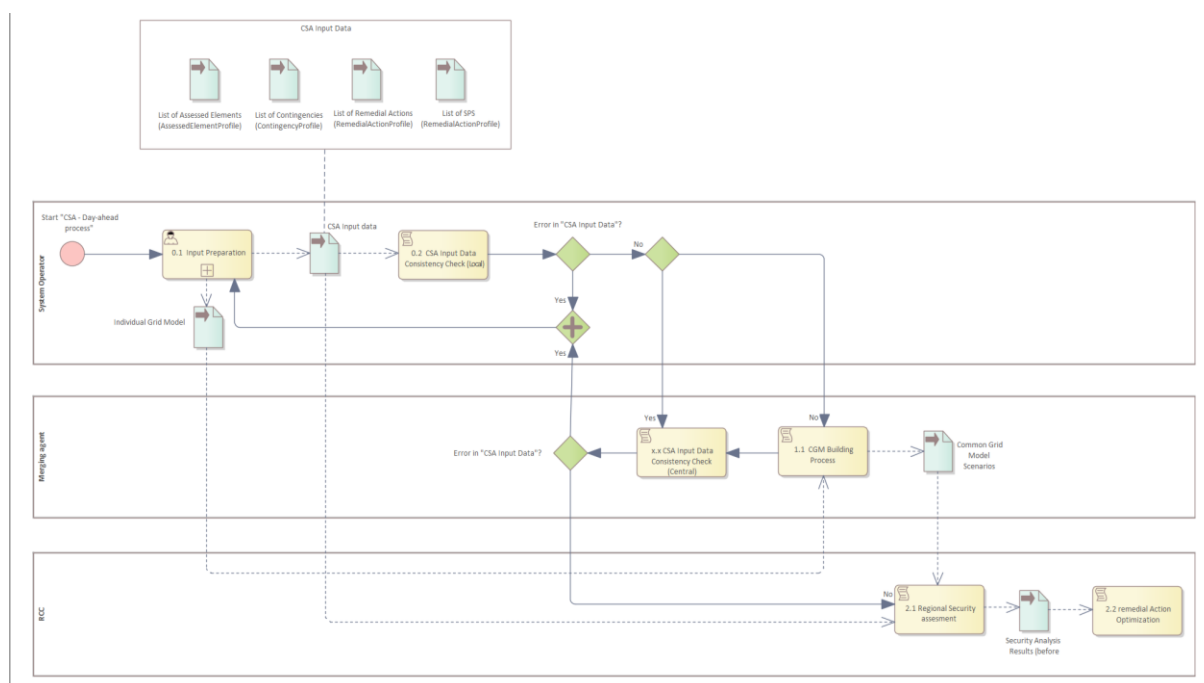 CSA Input Data
List of Assessed Elements
(AssessedElementProfile)
List of Contingencies
(ContingencyProfile)
List of Remedial Actions
(RemedialActionProfile)
List of SPS
(RemedialActionProfile)
System Operator
Start "CSA - Day-ahead
process"
0.1 Input Preparation
CSA Input data
0.2 CSA Input Data
Consistency Check (Local)
Error in "CSA Input Data"?
No
Yes
Individual Grid Model
Yes
Merging agent
Error in "CSA Input Data"?
Yes
x.x CSA Input Data
Consistency Check
(Central)
No
1.1 CGM Building
Process
Common Grid
Model
Scenarios
RCC
No
2.1 Regional Security
assesment
Security Analysis
Results (before
2.2 remedial Action
Optimization